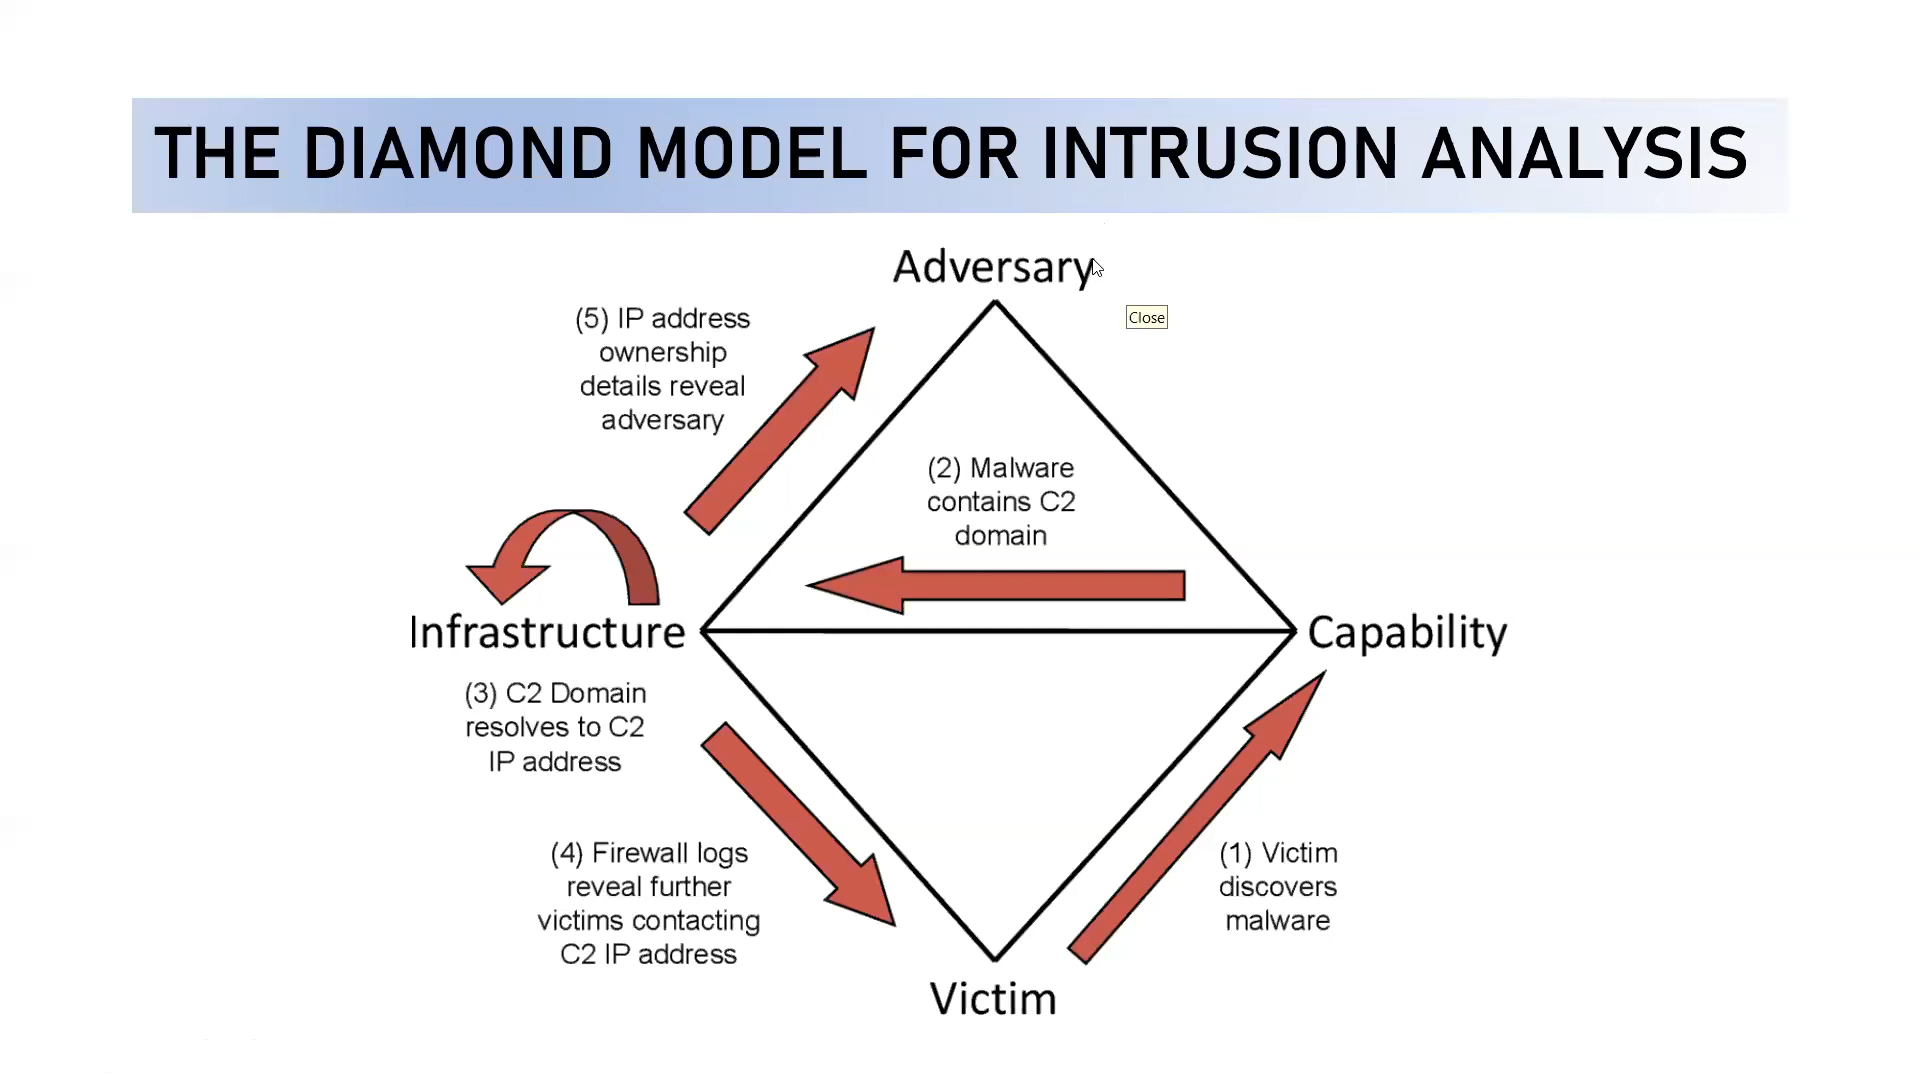 THE DIAMOND MODEL FOR INTRUSION ANALYSIS
Adversary
Close
(5) IP address
ownership
details reveal
adversary
(2) Malware
contains C2
domain
Infrastructure
Capability
(3) C2 Domain
resolves to C2
IP address
(4) Firewall logs
reveal further
victims contacting
C2 IP address
(1) Victim
discovers
malware
Victim